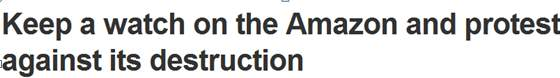 Keep a watch on the Amazon and protest
against its destruction